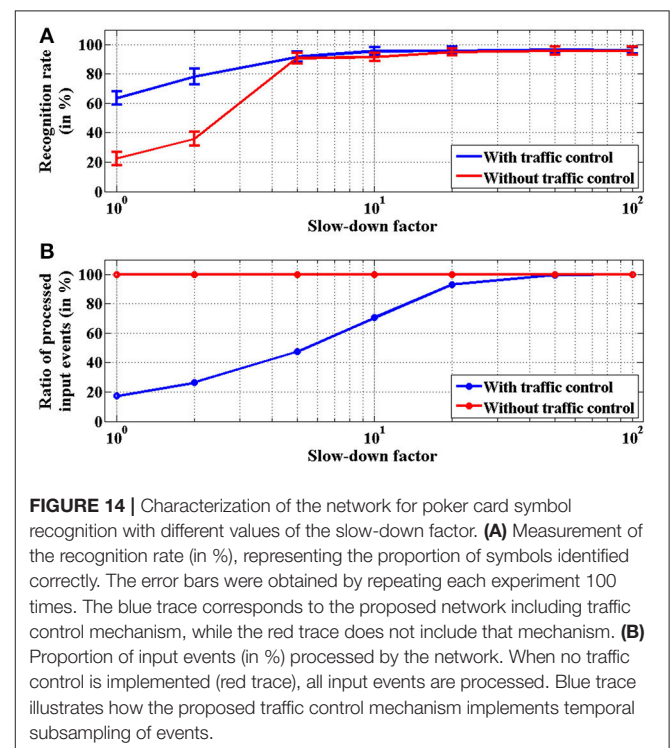 A
Recognition rate
(in %)
100
80
60
40
20
0
10^0
10^1
10^2
Slow-down factor
With traffic control
Without traffic control
B
Ratio of processed
input events (in %)
100
80
60
40
20
0
10^0
10^1
10^2
Slow-down factor
With traffic control
Without traffic control
FIGURE 14 | Characterization of the network for poker card symbol
recognition with different values of the slow-down factor. (A) Measurement of
the recognition rate (in %), representing the proportion of symbols identified
correctly. The error bars were obtained by repeating each experiment 100
times. The blue trace corresponds to the proposed network including traffic
control mechanism, while the red trace does not include that mechanism. (B)
Proportion of input events (in %) processed by the network. When no traffic
control is implemented (red trace), all input events are processed. Blue trace
illustrates how the proposed traffic control mechanism implements temporal
subsampling of events.